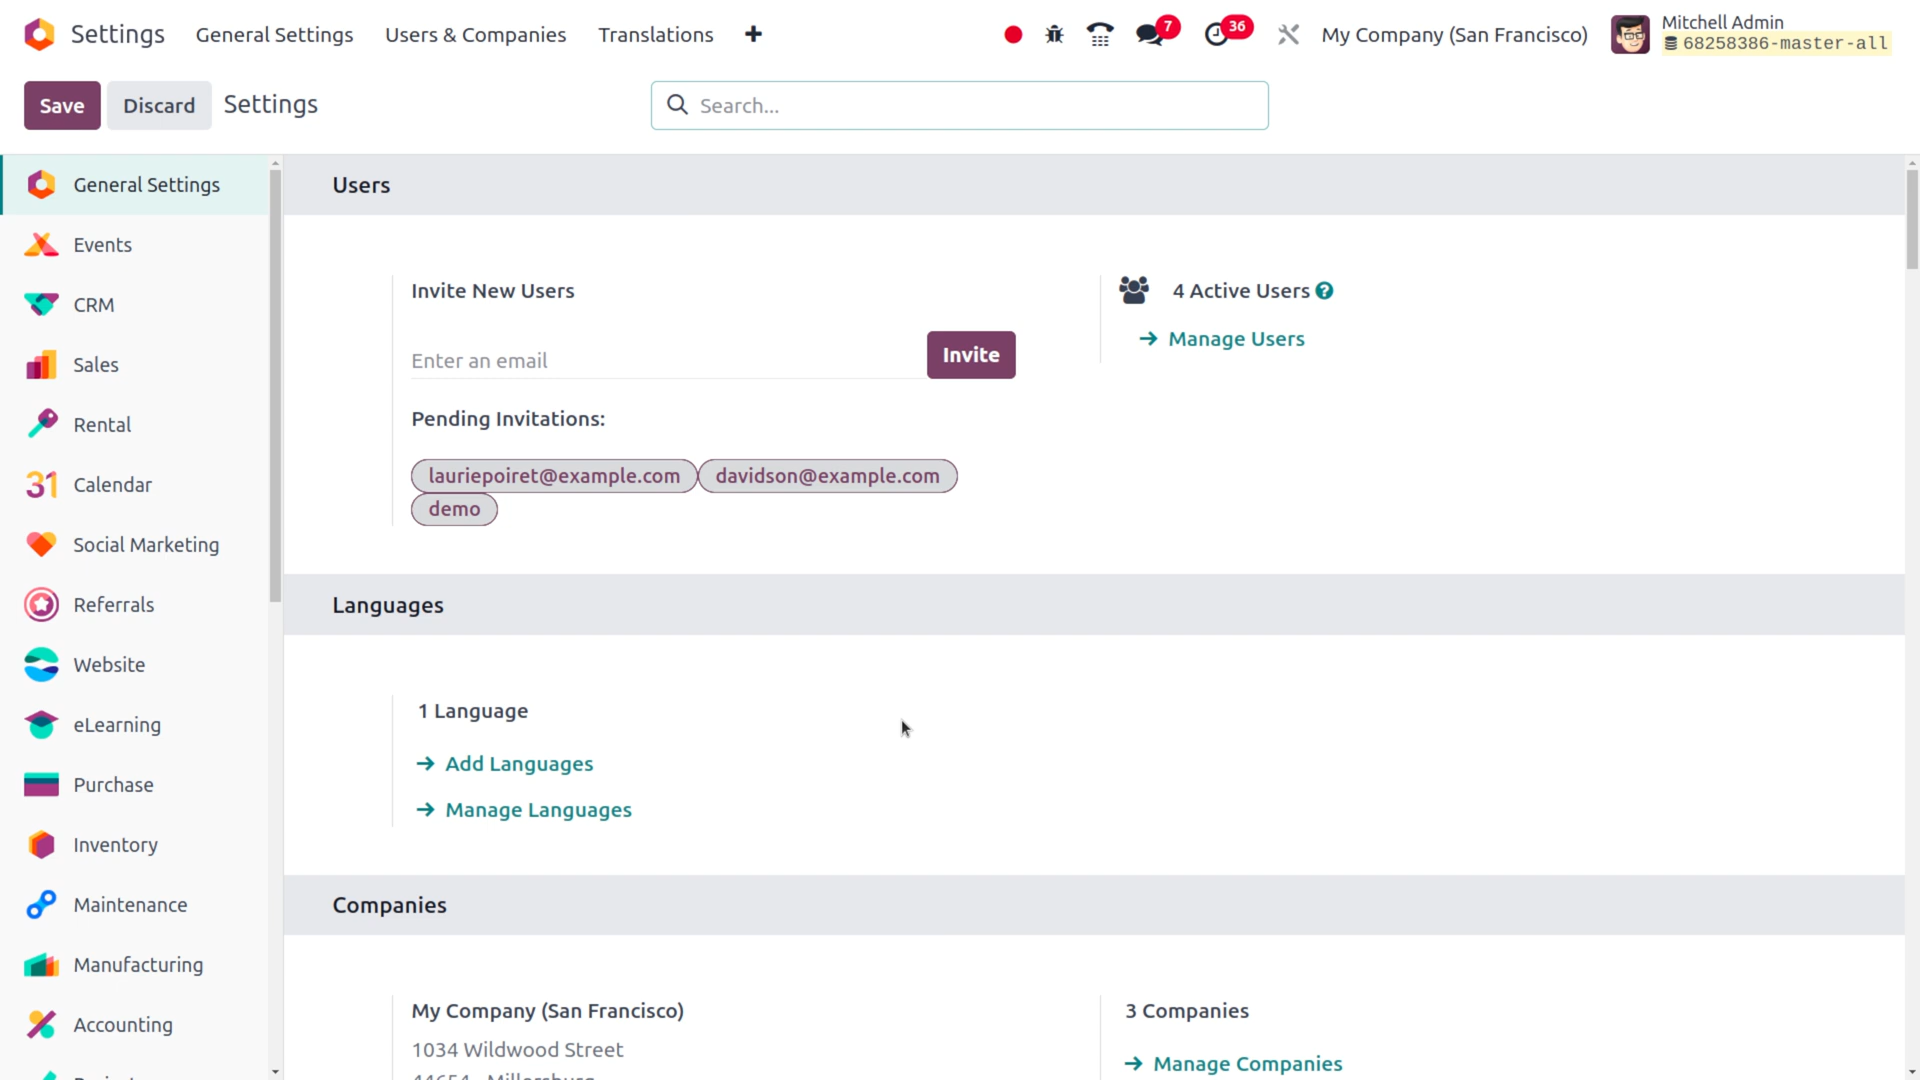 Settings General Settings Users & Companies Translations 7 36 My Company (San Francisco) Mitchell Admin
68258386-master-all
Save Discard Settings Search...
General Settings
Events
CRM
Sales
Rental
31 Calendar
Social Marketing
Referrals
Website
eLearning
Purchase
Inventory
Maintenance
Manufacturing
Accounting
Users
Invite New Users
Enter an email Invite
Pending Invitations:
lauriepoiret@example.com davidson@example.com
demo
4 Active Users ?
→ Manage Users
Languages
1 Language
→ Add Languages
→ Manage Languages
Companies
My Company (San Francisco)
1034 Wildwood Street
3 Companies
→ Manage Companies